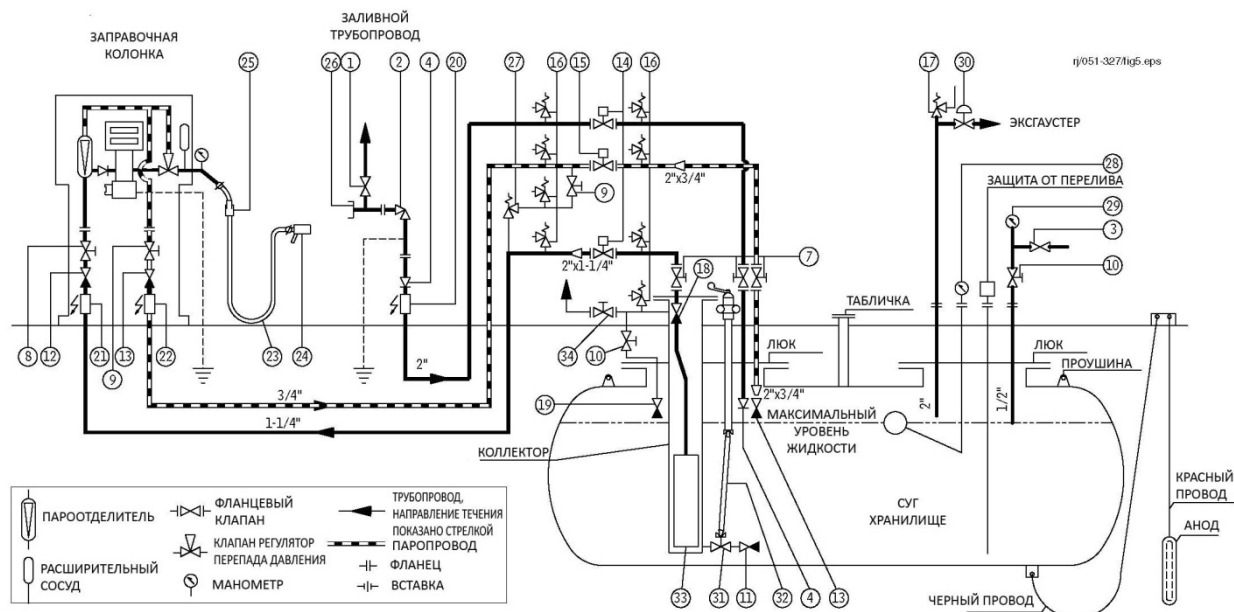 ЗАПРАВОЧНАЯ
КОЛОНКА
ЗАЛИВНОЙ
ТРУБОПРОВОД
rj/051-327/fig5.eps
25
26
1
2
4
20
27
16
15
14
16
17
30
ЭКСГАУСТЕР
28
ЗАЩИТА ОТ ПЕРЕЛИВА
29
3
10
2"x3/4"
9
2"x1-1/4"
7
18
ТАБЛИЧКА
8
12
21
13
22
9
23
24
34
10
19
2"
3/4"
1-1/4"
ЛЮК
ЛЮК
ПРОУШИНА
2"x3/4"
МАКСИМАЛЬНЫЙ
УРОВЕНЬ
ЖИДКОСТИ
2"
1/2"
КОЛЛЕКТОР
СУГ
ХРАНИЛИЩЕ
КРАСНЫЙ
ПРОВОД
АНОД
ЧЕРНЫЙ ПРОВОД
33
31
11
32
4
13
ПАРООТДЕЛИТЕЛЬ
РАСШИРИТЕЛЬНЫЙ
СОСУД
ФЛАНЦЕВЫЙ
КЛАПАН
КЛАПАН РЕГУЛЯТОР
ПЕРЕПАДА ДАВЛЕНИЯ
МАНОМЕТР
ТРУБОПРОВОД,
НАПРАВЛЕНИЕ ТЕЧЕНИЯ
ПОКАЗАНО СТРЕЛКОЙ
ПАРОПРОВОД
ФЛАНЕЦ
ВСТАВКА